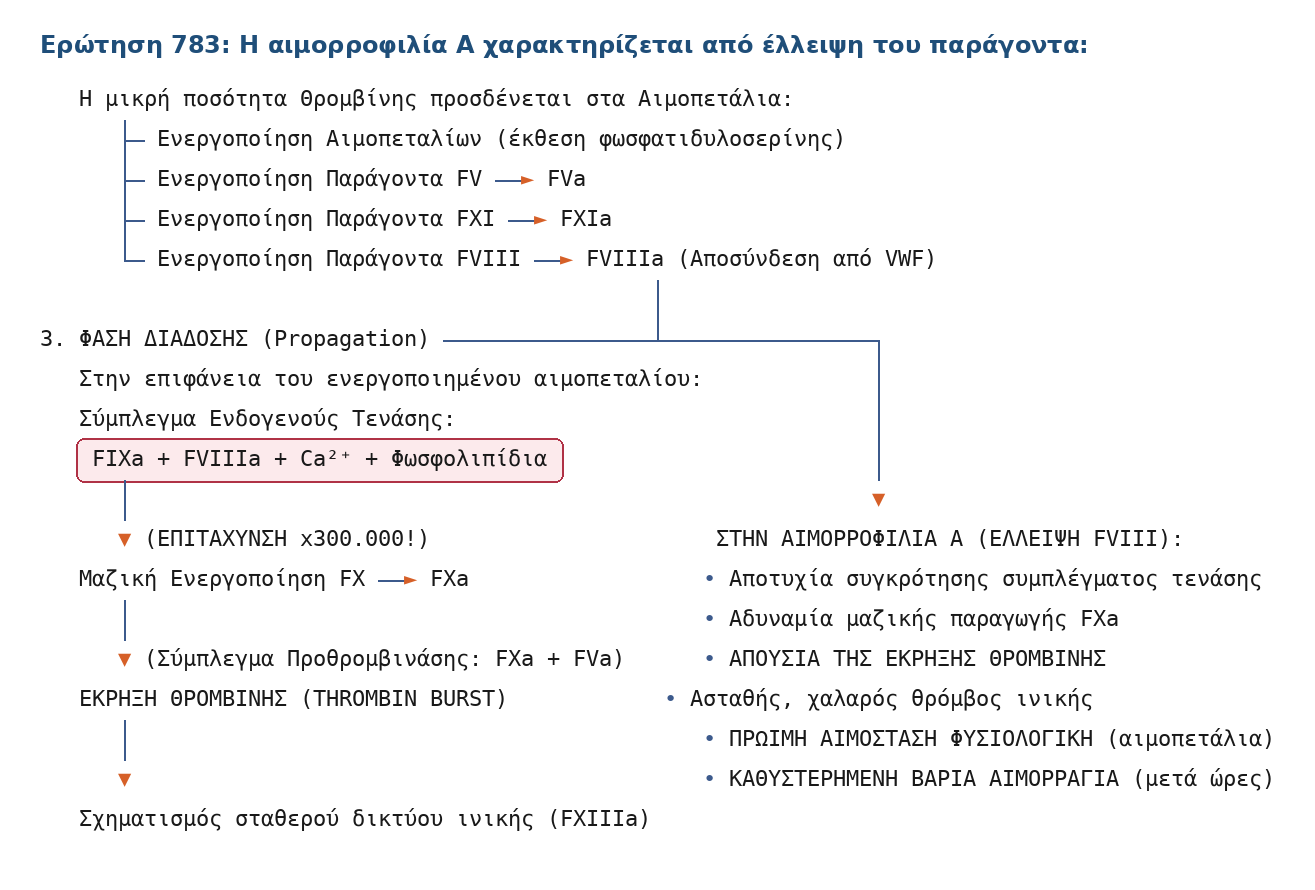 Ερώτηση 783: Η αιμορροφιλία Α χαρακτηρίζεται από έλλειψη του παράγοντα:
Η μικρή ποσότητα Θρομβίνης προσδένεται στα Αιμοπετάλια:
Ενεργοποίηση Αιμοπεταλίων (έκθεση φωσφατιδυλοσερίνης)
Ενεργοποίηση Παράγοντα FV → FVa
Ενεργοποίηση Παράγοντα FXI → FXIa
Ενεργοποίηση Παράγοντα FVIII → FVIIIa (Αποσύνδεση από VWF)
3. ΦΑΣΗ ΔΙΑΔΟΣΗΣ (Propagation)
Στην επιφάνεια του ενεργοποιημένου αιμοπεταλίου:
Σύμπλεγμα Ενδογενούς Τενάσης:
FIXa + FVIIIa + Ca²⁺ + Φωσφολιπίδια
▼ (ΕΠΙΤΑΧΥΝΣΗ x300.000!)
Μαζική Ενεργοποίηση FX → FXa
▼ (Σύμπλεγμα Προθρομβινάσης: FXa + FVa)
ΕΚΡΗΞΗ ΘΡΟΜΒΙΝΗΣ (THROMBIN BURST)
▼
Σχηματισμός σταθερού δικτύου ινικής (FXIIIa)
▼
ΣΤΗΝ ΑΙΜΟΡΡΟΦΙΛΙΑ Α (ΕΛΛΕΙΨΗ FVIII):
• Αποτυχία συγκρότησης συμπλέγματος τενάσης
• Αδυναμία μαζικής παραγωγής FXa
• ΑΠΟΥΣΙΑ ΤΗΣ ΕΚΡΗΞΗΣ ΘΡΟΜΒΙΝΗΣ
• Ασταθής, χαλαρός θρόμβος ινικής
• ΠΡΩΙΜΗ ΑΙΜΟΣΤΑΣΗ ΦΥΣΙΟΛΟΓΙΚΗ (αιμοπετάλια)
• ΚΑΘΥΣΤΕΡΗΜΕΝΗ ΒΑΡΙΑ ΑΙΜΟΡΡΑΓΙΑ (μετά ώρες)